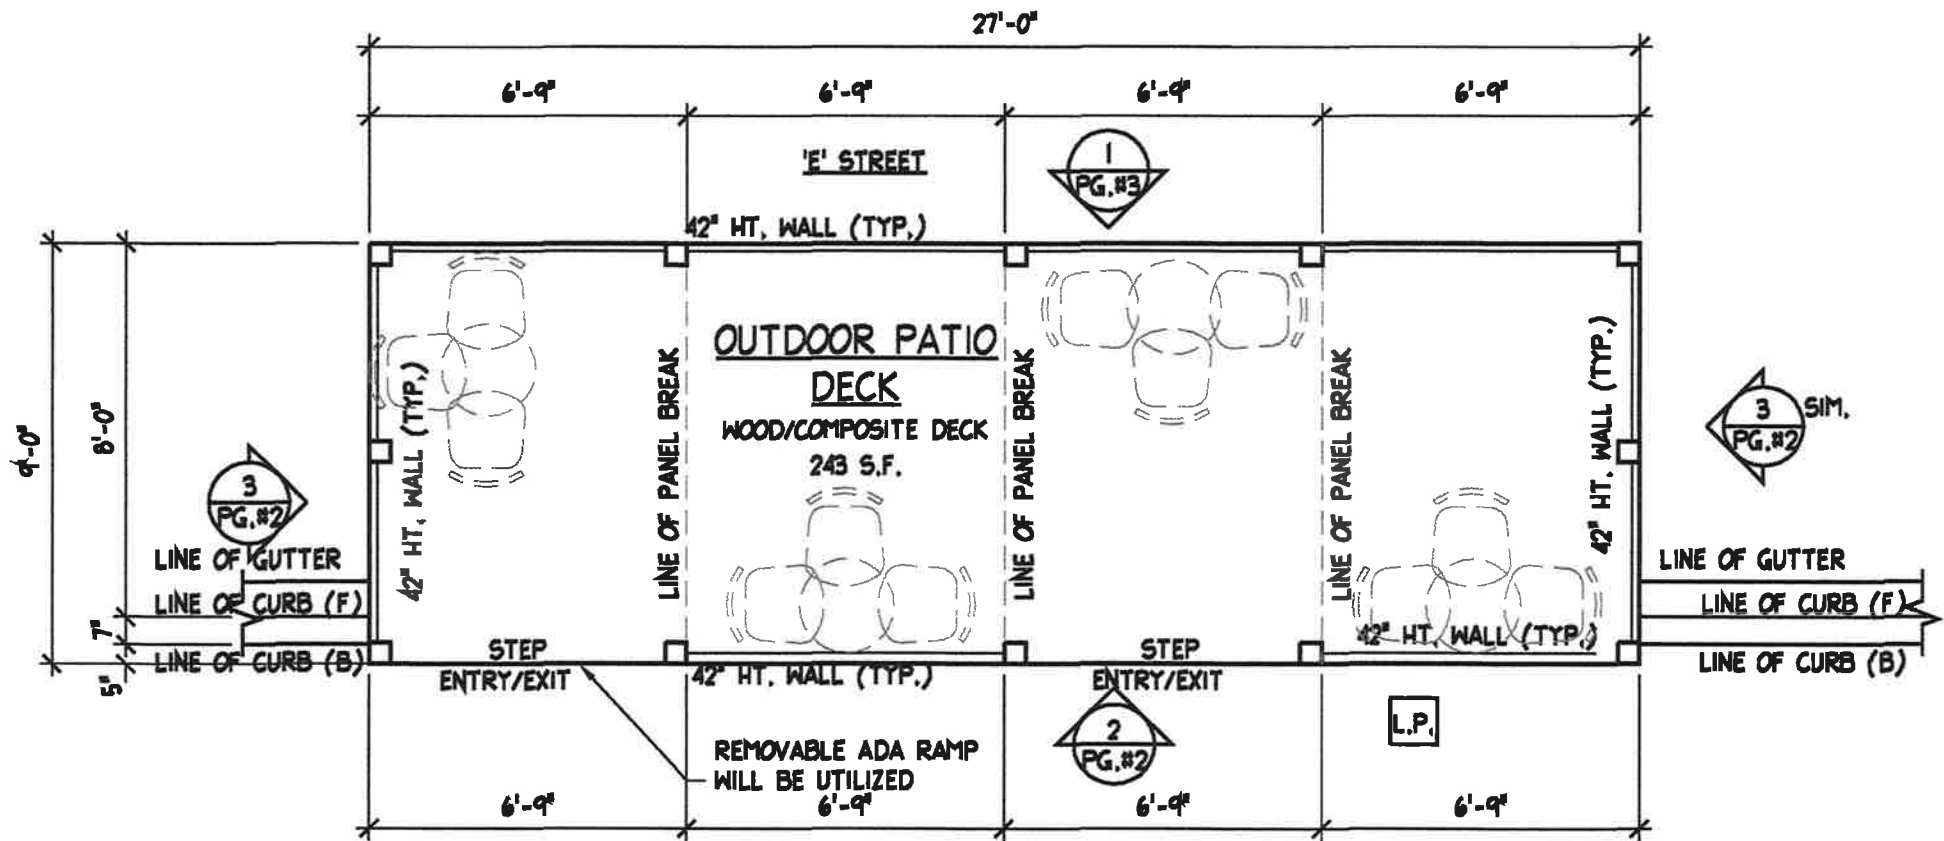 27'-0"
6'-9"
6'-9"
6'-9"
6'-9"
'E' STREET
1
PG.#3
42" HT. WALL (TYP.)
9'-0"
8'-0"
7"
5"
OUTDOOR PATIO
DECK
WOOD/COMPOSITE DECK
243 S.F.
42" HT. WALL (TYP.)
LINE OF PANEL BREAK
LINE OF PANEL BREAK
LINE OF PANEL BREAK
42" HT. WALL (TYP.)
3
PG.#2
3
PG.#2
SIM.
LINE OF GUTTER
LINE OF CURB (F)
LINE OF CURB (B)
LINE OF GUTTER
LINE OF CURB (F)
LINE OF CURB (B)
STEP
ENTRY/EXIT
42" HT. WALL (TYP.)
STEP
ENTRY/EXIT
42" HT. WALL (TYP.)
REMOVABLE ADA RAMP
WILL BE UTILIZED
2
PG.#2
L.P.
6'-9"
6'-9"
6'-9"
6'-9"